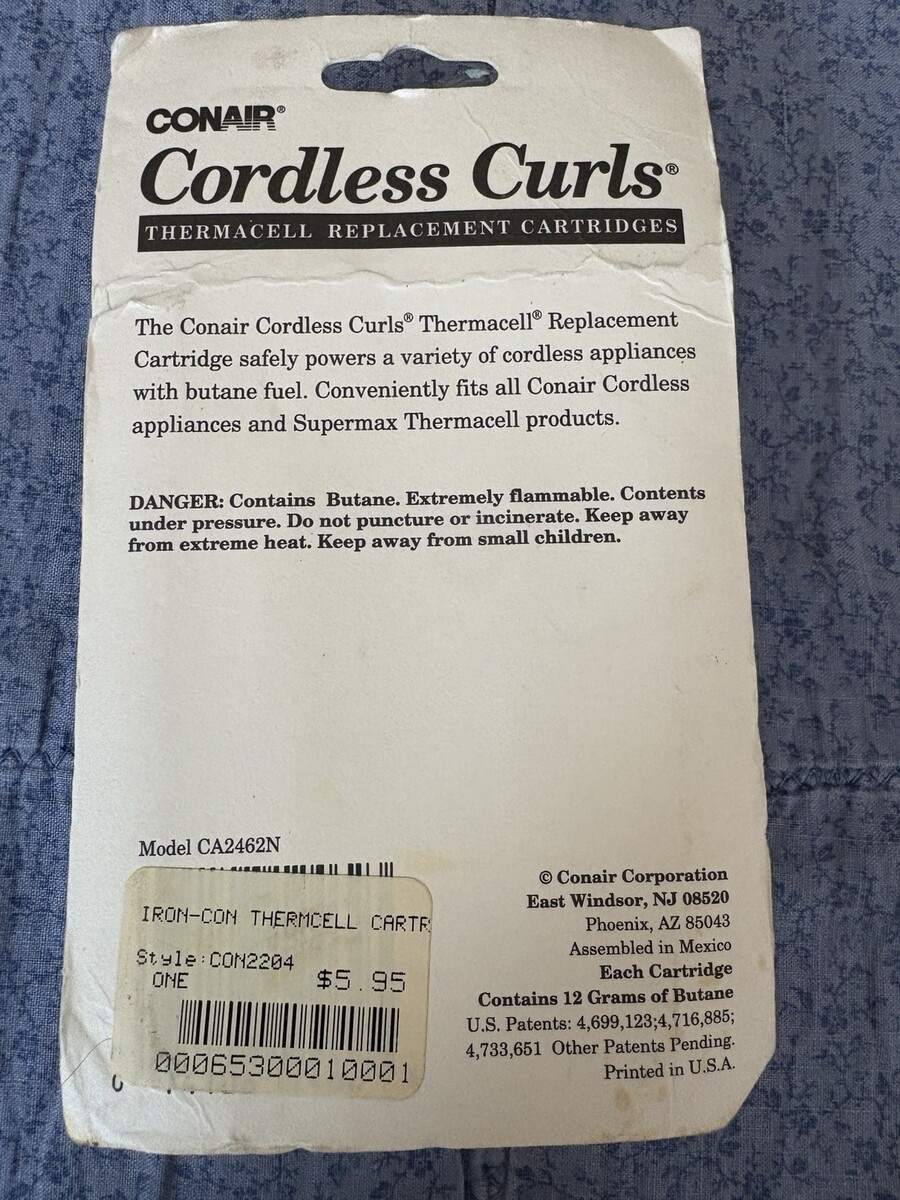 CONAIR®
Cordless Curls®
THERMACELL REPLACEMENT CARTRIDGES
The Conair Cordless Curls® Thermacell® Replacement
Cartridge safely powers a variety of cordless appliances
with butane fuel. Conveniently fits all Conair Cordless
appliances and Supermax Thermacell products.
DANGER: Contains Butane. Extremely flammable. Contents
under pressure. Do not puncture or incinerate. Keep away
from extreme heat. Keep away from small children.
Model CA2462N
IRON-CON THERMCELL CARTR
Style:CON2204
ONE $5.95
00065300010001
© Conair Corporation
East Windsor, NJ 08520
Phoenix, AZ 85043
Assembled in Mexico
Each Cartridge
Contains 12 Grams of Butane
U.S. Patents: 4,699,123;4,716,885;
4,733,651 Other Patents Pending.
Printed in U.S.A.